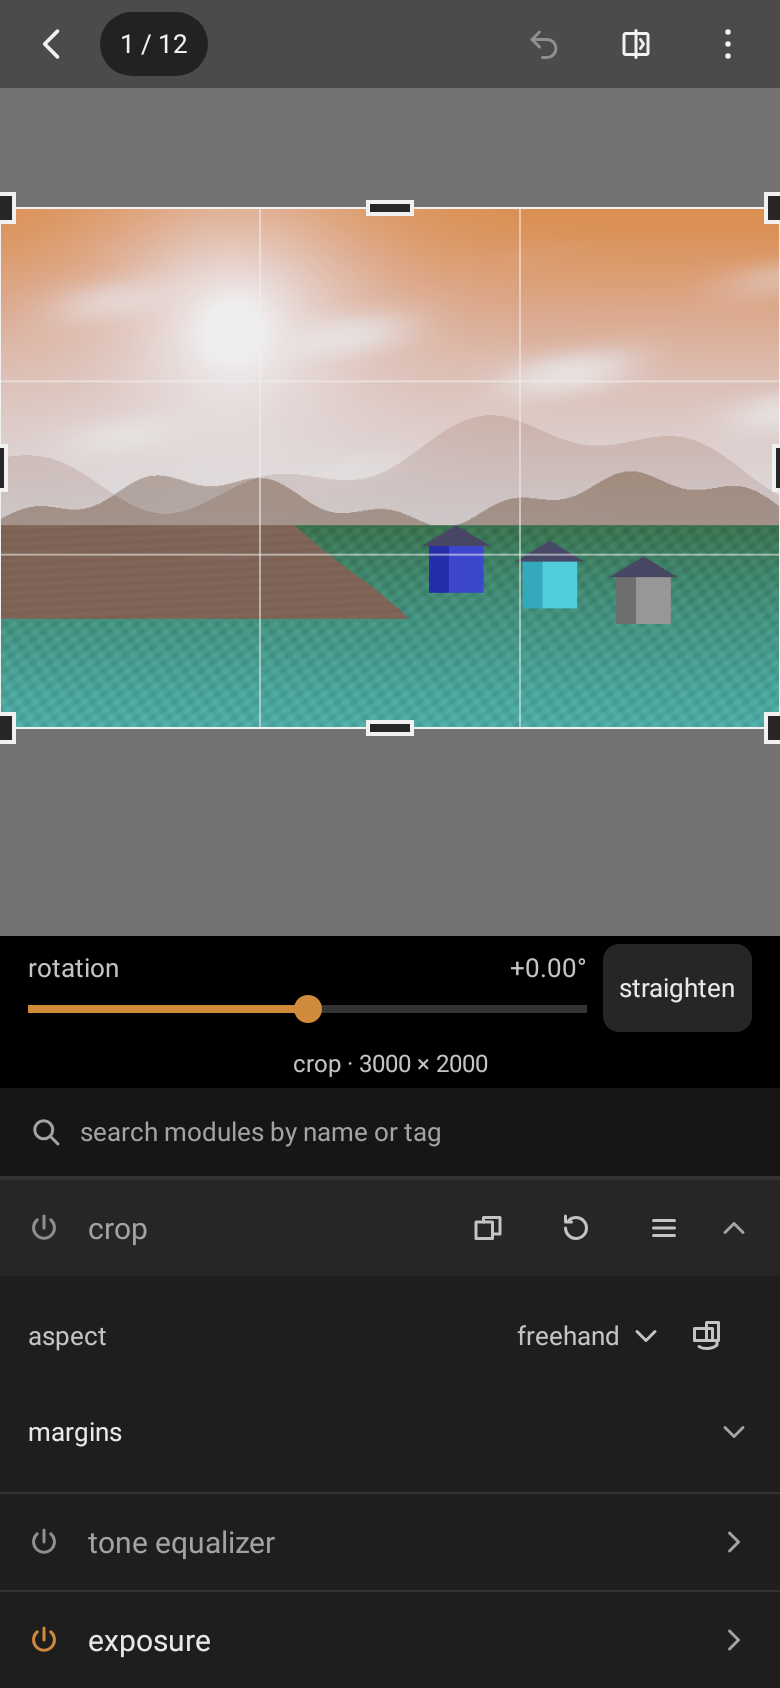 1 / 12
rotation +0.00°
straighten
crop · 3000 × 2000
search modules by name or tag
crop
aspect freehand
margins
tone equalizer
exposure